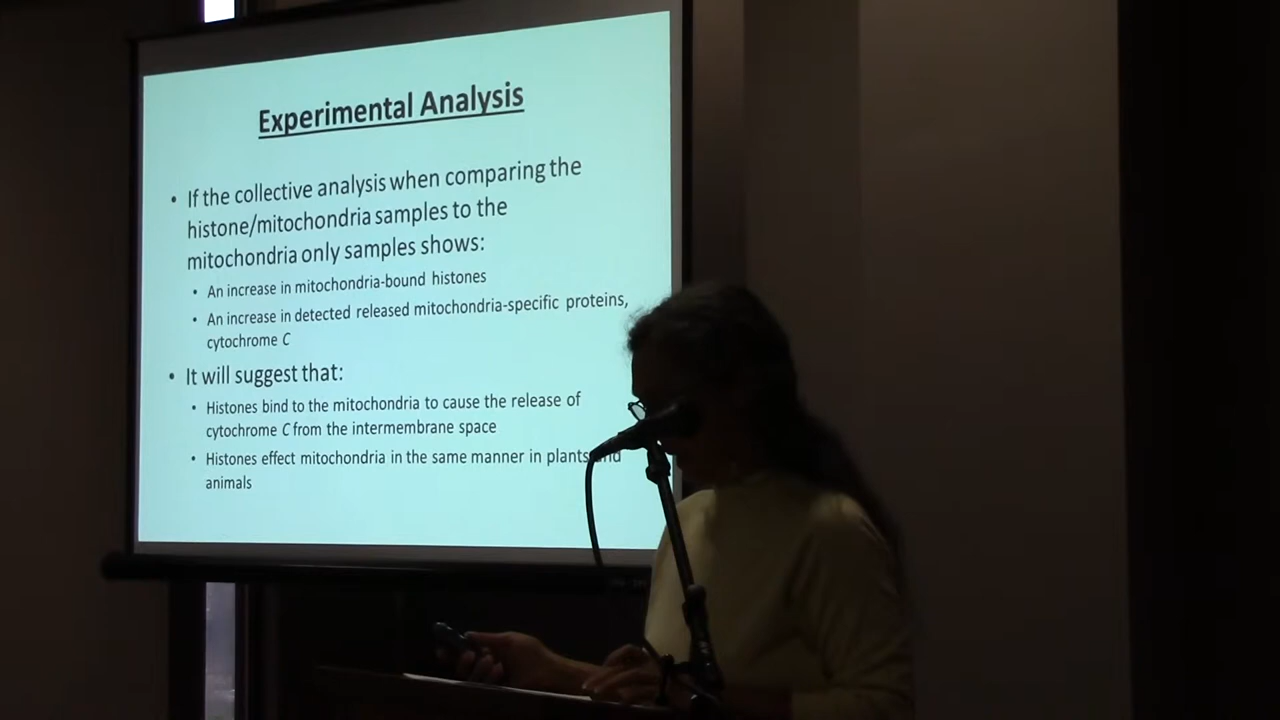 Experimental Analysis
• If the collective analysis when comparing the
histone/mitochondria samples to the
mitochondria only samples shows:
• An increase in mitochondria-bound histones
• An increase in detected released mitochondria-specific proteins,
cytochrome C
• It will suggest that:
• Histones bind to the mitochondria to cause the release of
cytochrome C from the intermembrane space
• Histones effect mitochondria in the same manner in plants and
animals